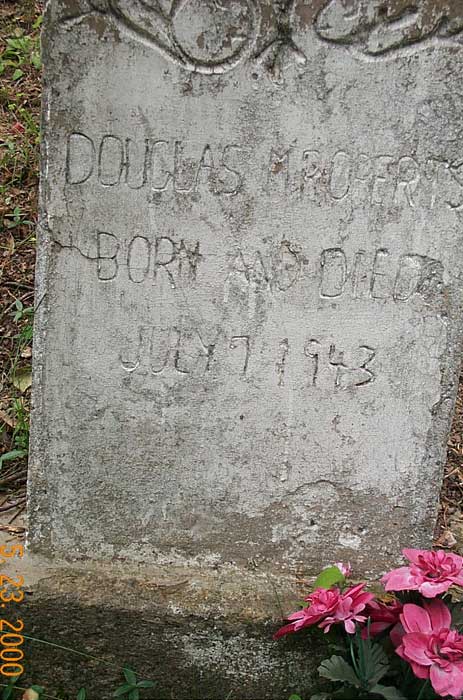 DOUGLAS M. ROBERTS
BORN AND DIED
JULY 7 1943
5 23 2000